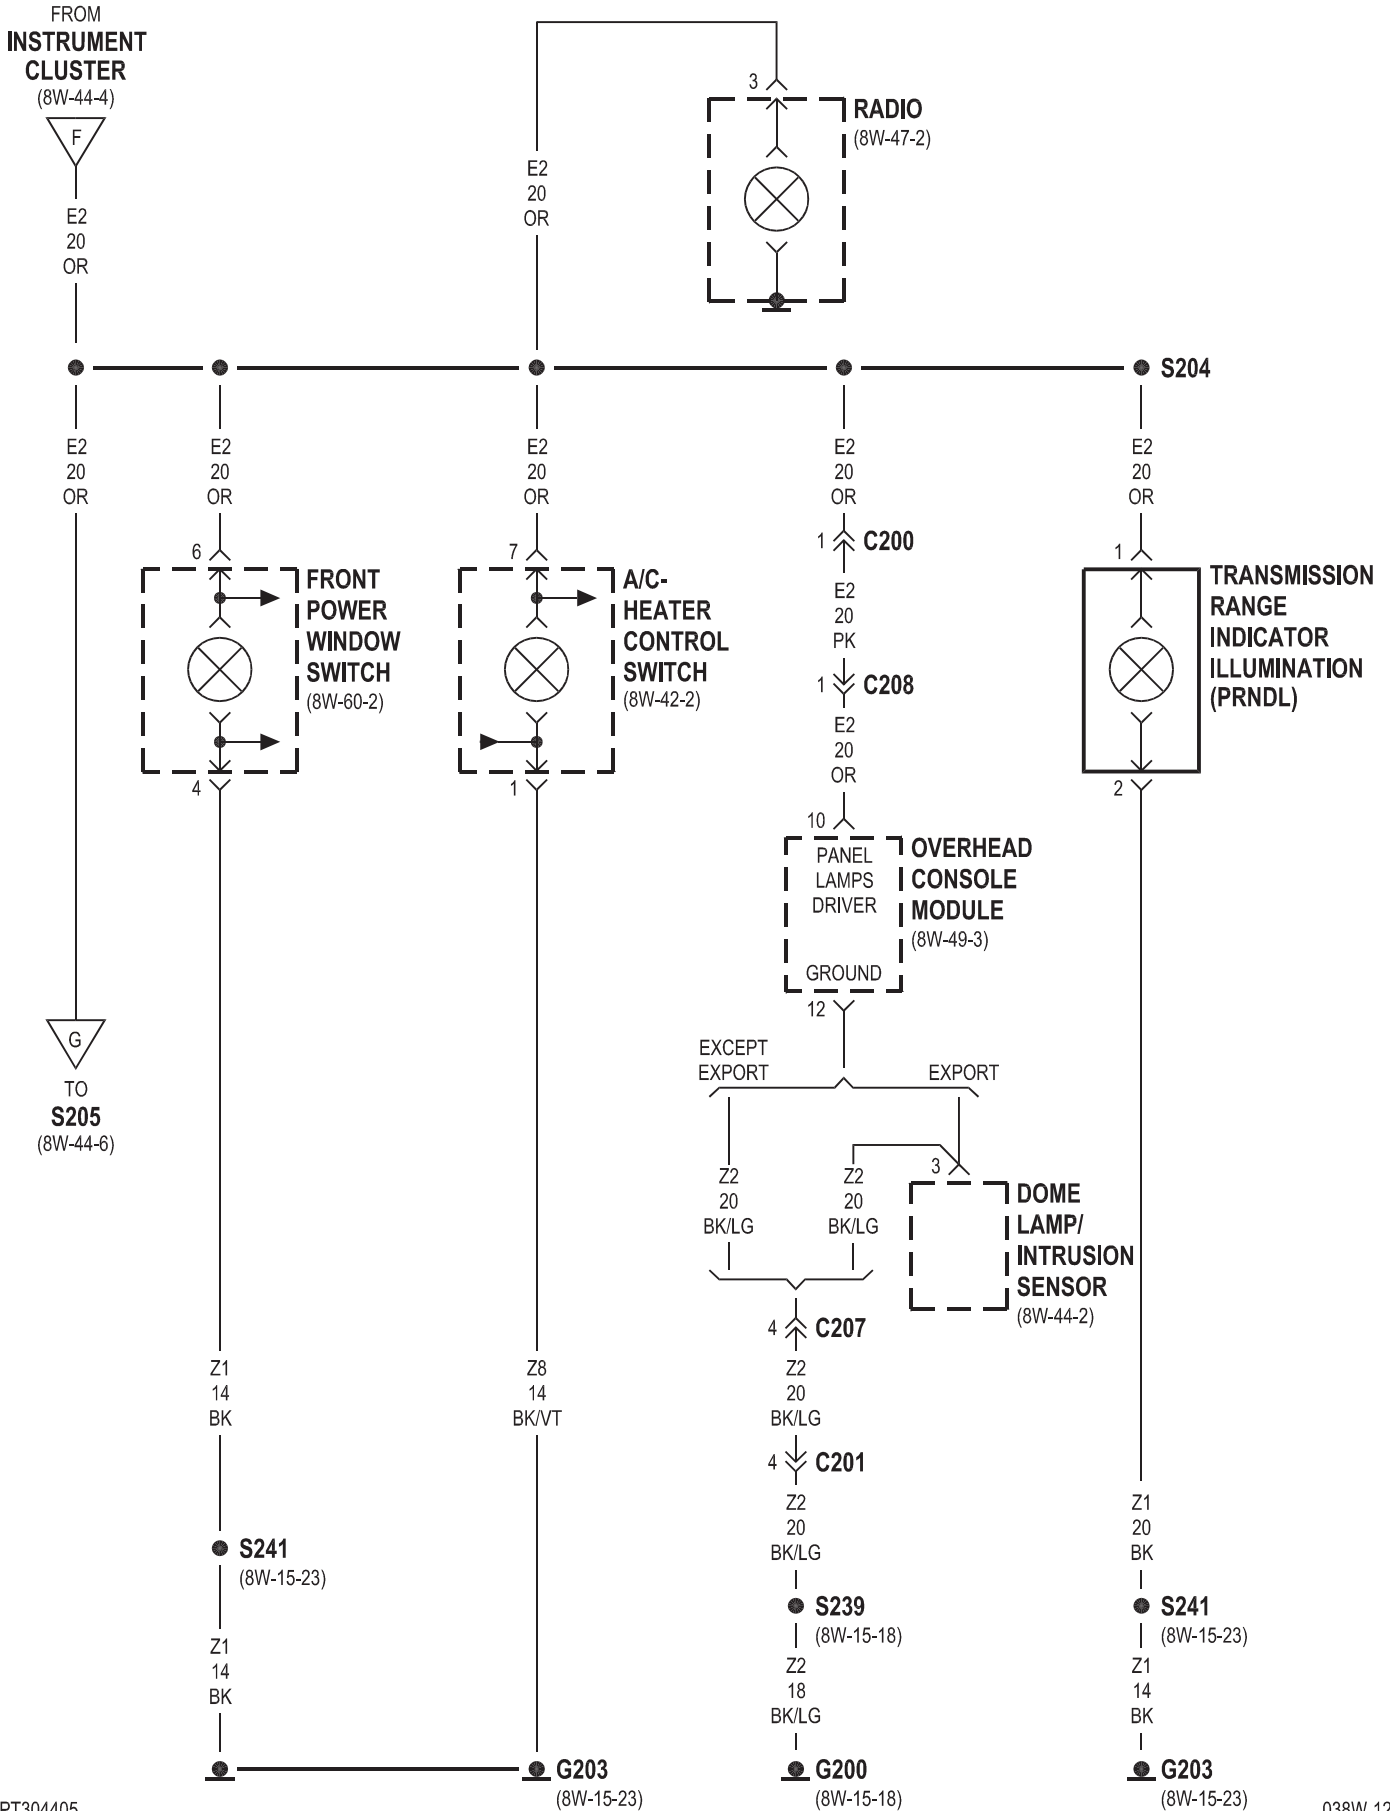 FROM
INSTRUMENT
CLUSTER
(8W-44-4)
F
E2
20
OR
E2
20
OR
3
RADIO
(8W-47-2)
S204
E2
20
OR
E2
20
OR
E2
20
OR
E2
20
OR
E2
20
OR
6
FRONT
POWER
WINDOW
SWITCH
(8W-60-2)
4
7
A/C-
HEATER
CONTROL
SWITCH
(8W-42-2)
1
1
C200
E2
20
PK
1
C208
E2
20
OR
10
PANEL
LAMPS
DRIVER
GROUND
OVERHEAD
CONSOLE
MODULE
(8W-49-3)
12
1
TRANSMISSION
RANGE
INDICATOR
ILLUMINATION
(PRNDL)
2
G
TO
S205
(8W-44-6)
EXCEPT
EXPORT
EXPORT
Z2
20
BK/LG
Z2
20
BK/LG
3
DOME
LAMP/
INTRUSION
SENSOR
(8W-44-2)
4
C207
Z1
14
BK
Z8
14
BK/VT
Z2
20
BK/LG
4
C201
Z2
20
BK/LG
Z1
20
BK
S241
(8W-15-23)
S239
(8W-15-18)
S241
(8W-15-23)
Z1
14
BK
Z2
18
BK/LG
Z1
14
BK
G203
(8W-15-23)
G200
(8W-15-18)
G203
(8W-15-23)
PT304405
038W-12